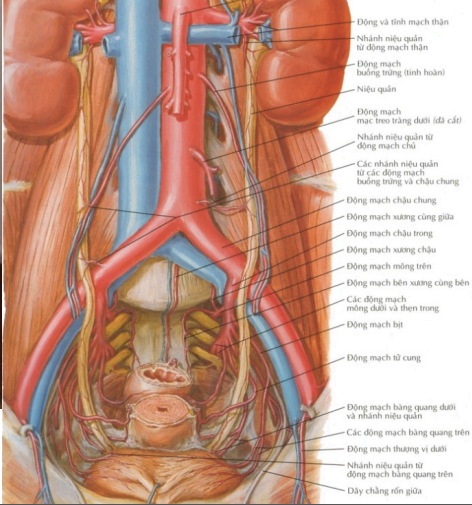 Động và tĩnh mạch thận
Nhánh niệu quản
từ động mạch thận
Động mạch
buồng trứng (tinh hoàn)
Niệu quản
Động mạch
mạc treo tràng dưới (đã cắt)
Nhánh niệu quản từ
động mạch chủ
Các nhánh niệu quản
từ các động mạch
buồng trứng và chậu chung
Động mạch chậu chung
Động mạch xương cùng giữa
Động mạch chậu trong
Động mạch xương chậu
Động mạch mông trên
Động mạch bên xương cùng bên
Các động mạch
mông dưới và then trong
Động mạch bịt
Động mạch tử cung
Động mạch bàng quang dưới
và nhánh niệu quản
Các động mạch bàng quang trên
Động mạch thượng vị dưới
Nhánh niệu quản từ
động mạch bàng quang trên
Dây chằng rốn giữa